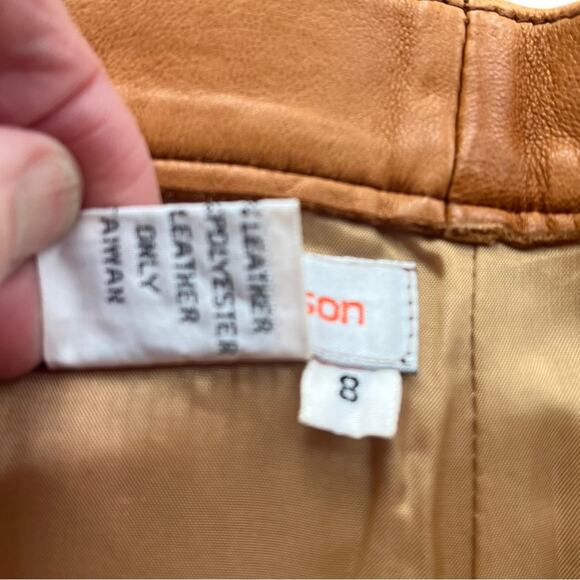 LEATHER
POLYESTER
LEATHER
ONLY
TAIWAN
son
8